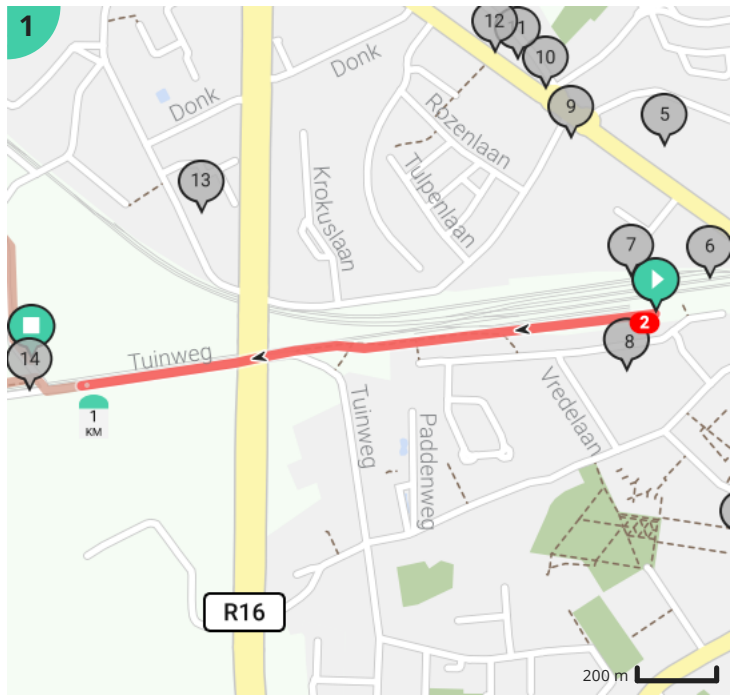 1
12
11
10
9
5
Donk
Donk
Rozenlaan
Tulpenlaan
Krokuslaan
13
7
6
2
8
14
Tuinweg
1
KM
Tuinweg
Paddenweg
Vredelaan
R16
200 m